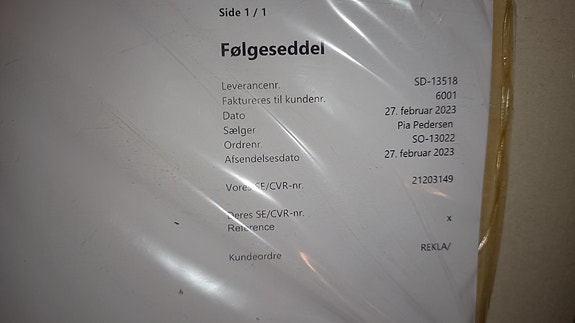 Side 1 / 1
Følgeseddel
Leverancenr. SD-13518
Faktureres til kundenr. 6001
Dato 27. februar 2023
Sælger Pia Pedersen
Ordrenr. SO-13022
Afsendelsesdato 27. februar 2023
Vores SE/CVR-nr. 21203149
Deres SE/CVR-nr. x
Reference
Kundeordre REKLA/